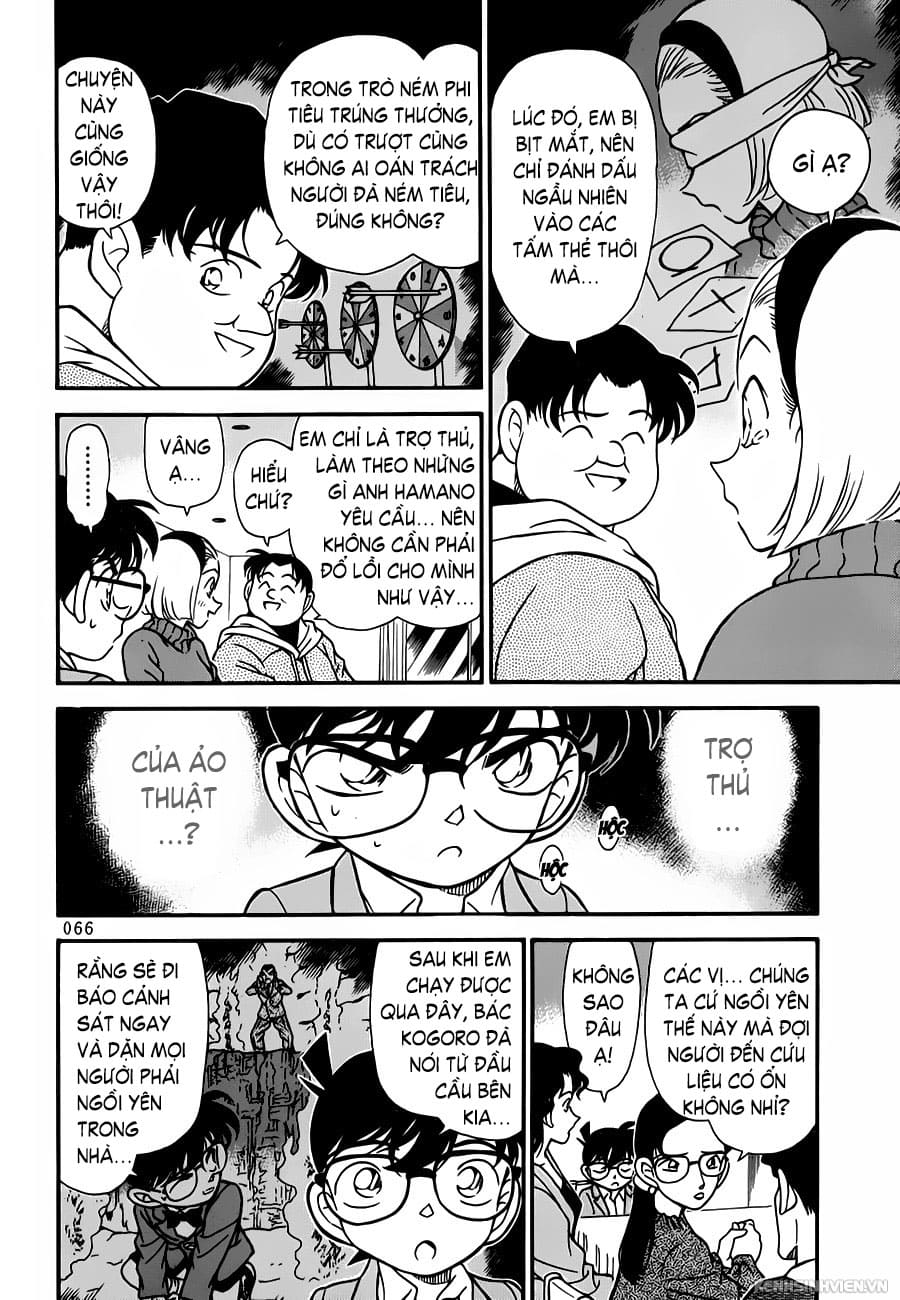 GÌ Ạ?
LÚC ĐÓ, EM BỊ
BỊT MẮT, NÊN
CHỈ ĐÁNH DẤU
NGẪU NHIÊN
VÀO CÁC
TẤM THẺ THÔI
MÀ...
TRONG TRÒ NÉM PHI
TIÊU TRÚNG THƯỞNG,
DÙ CÓ TRƯỢT CŨNG
KHÔNG AI OÁN TRÁCH
NGƯỜI ĐÃ NÉM TIÊU,
ĐÚNG KHÔNG?
CHUYỆN
NÀY
CŨNG
GIỐNG
VẬY
THÔI!
EM CHỈ LÀ TRỢ THỦ,
LÀM THEO NHỮNG
GÌ ANH HAMANO
YÊU CẦU... NÊN
KHÔNG CẦN PHẢI
ĐỔ LỖI CHO MÌNH
NHƯ VẬY...
HIỂU
CHỨ?
VÂNG
Ạ...
.........
TRỢ
THỦ
...
HỘC
HỘC
CỦA ẢO
THUẬT
...?
066
CÁC VỊ... CHÚNG
TA CỨ NGỒI YÊN
THẾ NÀY MÀ ĐỢI
NGƯỜI ĐẾN CỨU
LIỆU CÓ ỔN
KHÔNG NHỈ?
KHÔNG
SAO
ĐÂU
Ạ!
SAU KHI EM
CHẠY ĐƯỢC
QUA ĐÂY, BÁC
KOGORO ĐÃ
NÓI TỪ ĐẦU
CẦU BÊN
KIA...
RẰNG SẼ ĐI
BÁO CẢNH
SÁT NGAY
VÀ DẶN MỌI
NGƯỜI PHẢI
NGỒI YÊN
TRONG
NHÀ...
KENHSINHVIEN.VN